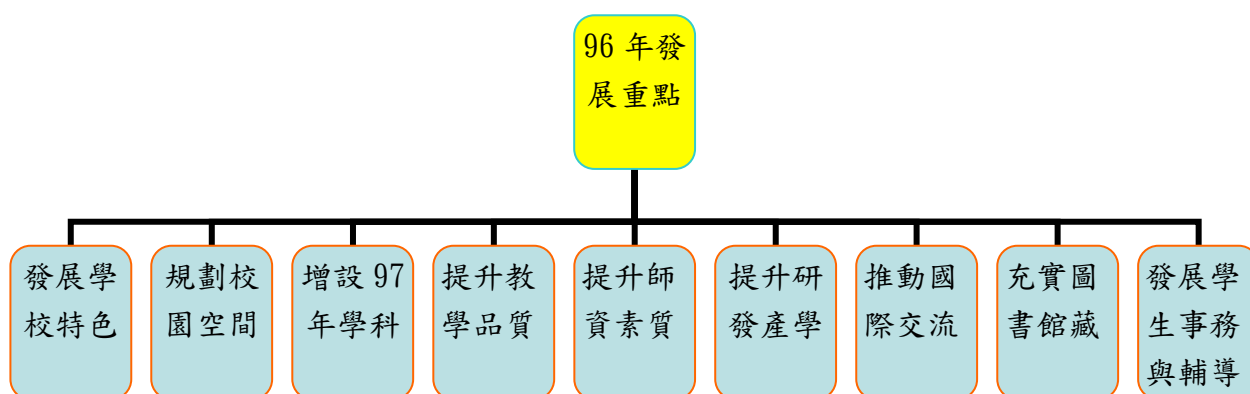 96 年發
展重點
發展學
校特色
規劃校
園空間
增設 97
年學科
提升教
學品質
提升師
資素質
提升研
發產學
推動國
際交流
充實圖
書館藏
發展學
生事務
與輔導